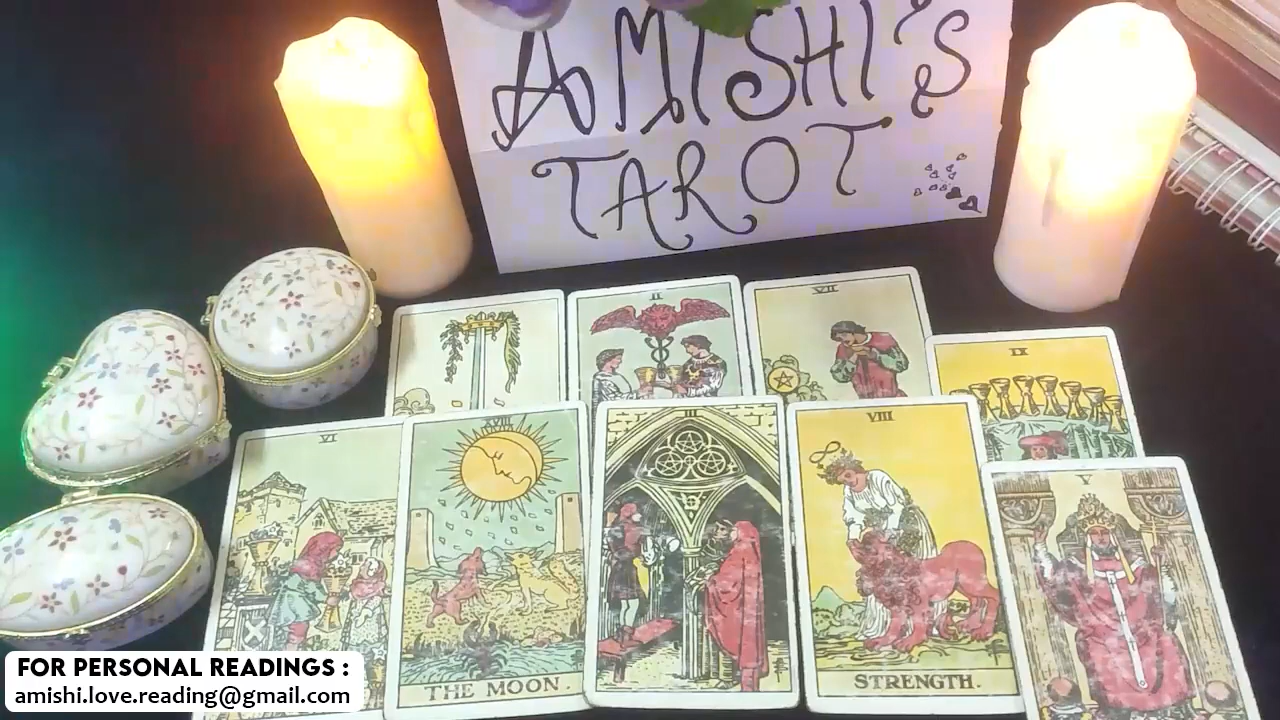 AMISHI'S
TAROT
II
VII
IX
VI
XVIII
THE MOON.
III
VIII
STRENGTH.
V
FOR PERSONAL READINGS :
amishi.love.reading@gmail.com